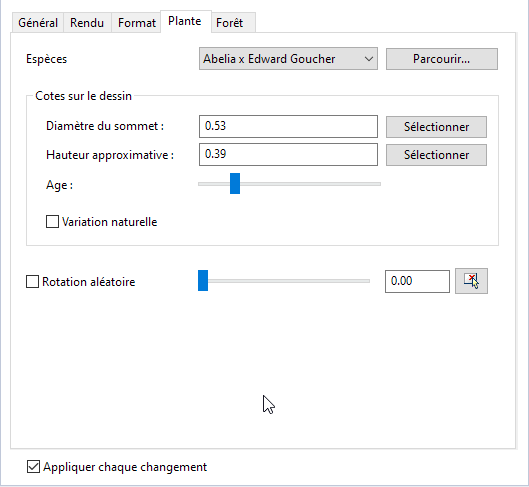 Général Rendu Format Plante Forêt
Espèces Abelia x Edward Goucher Parcourir...
Cotes sur le dessin
Diamètre du sommet : 0.53 Sélectionner
Hauteur approximative : 0.39 Sélectionner
Age :
Variation naturelle
Rotation aléatoire 0.00
Appliquer chaque changement